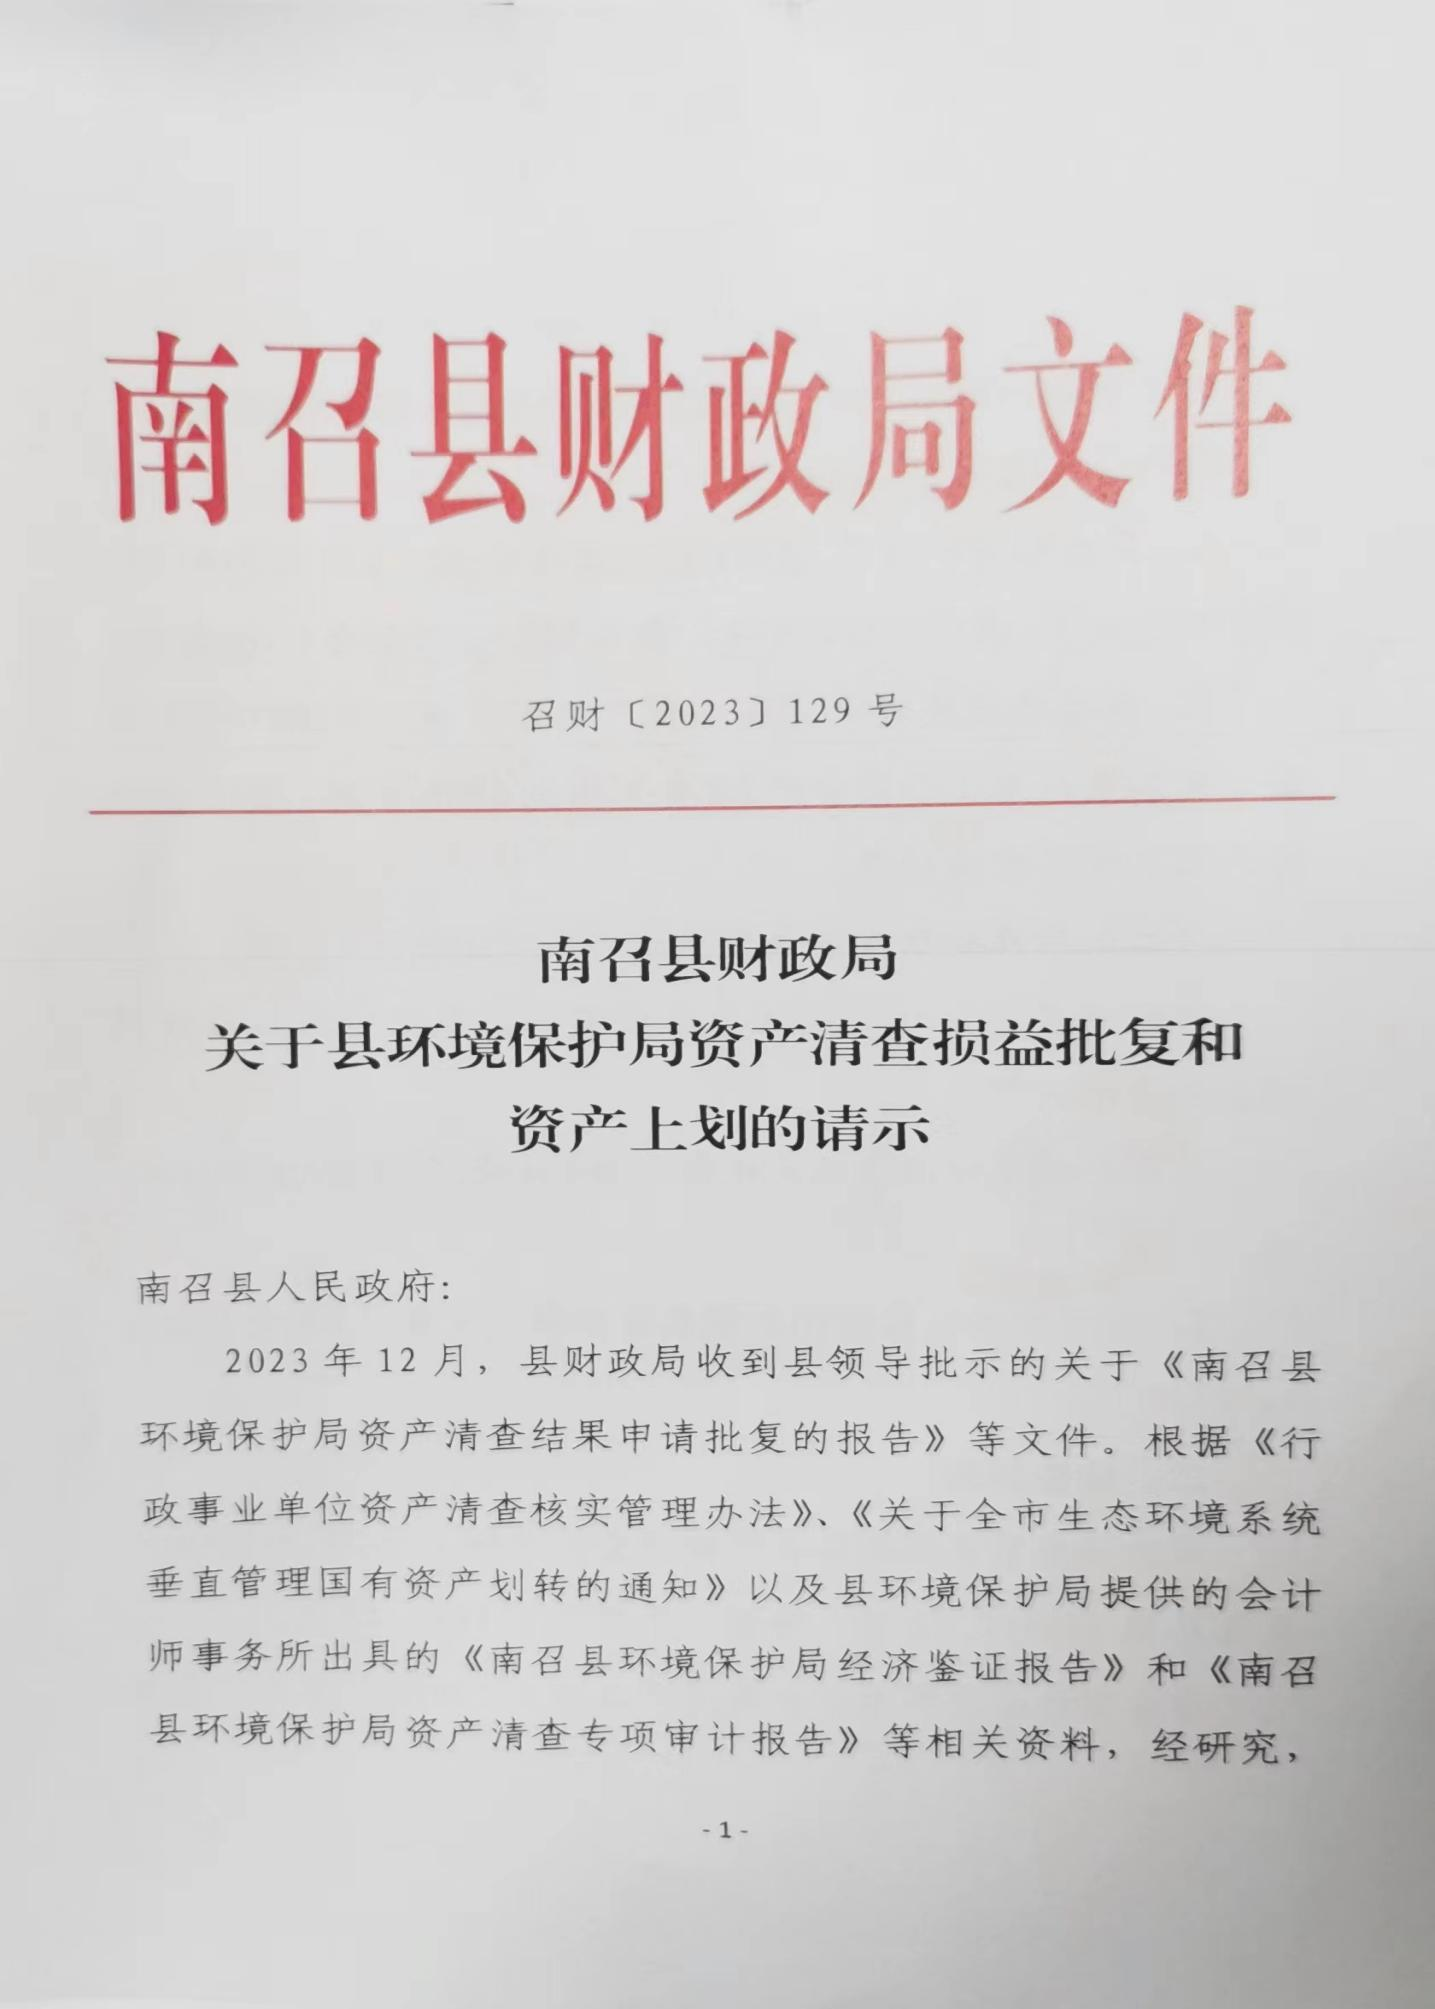 南召县财政局文件
召财〔2023〕129号
南召县财政局
关于县环境保护局资产清查损益批复和
资产上划的请示
南召县人民政府：
2023年12月，县财政局收到县领导批示的关于《南召县
环境保护局资产清查结果申请批复的报告》等文件。根据《行
政事业单位资产清查核实管理办法》、《关于全市生态环境系统
垂直管理国有资产划转的通知》以及县环境保护局提供的会计
师事务所出具的《南召县环境保护局经济鉴证报告》和《南召
县环境保护局资产清查专项审计报告》等相关资料，经研究，
- 1 -